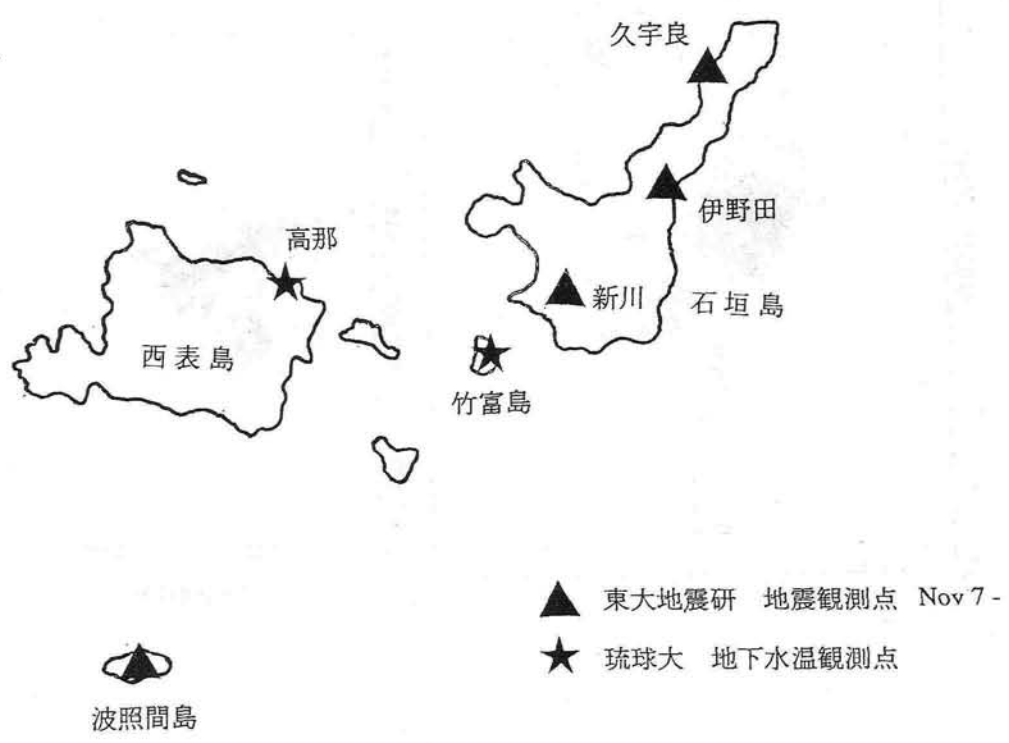 久宇良
伊野田
高那
新川
石垣島
西表島
竹富島
▲ 東大地震研 地震観測点 Nov 7 -
★ 琉球大 地下水温観測点
波照間島